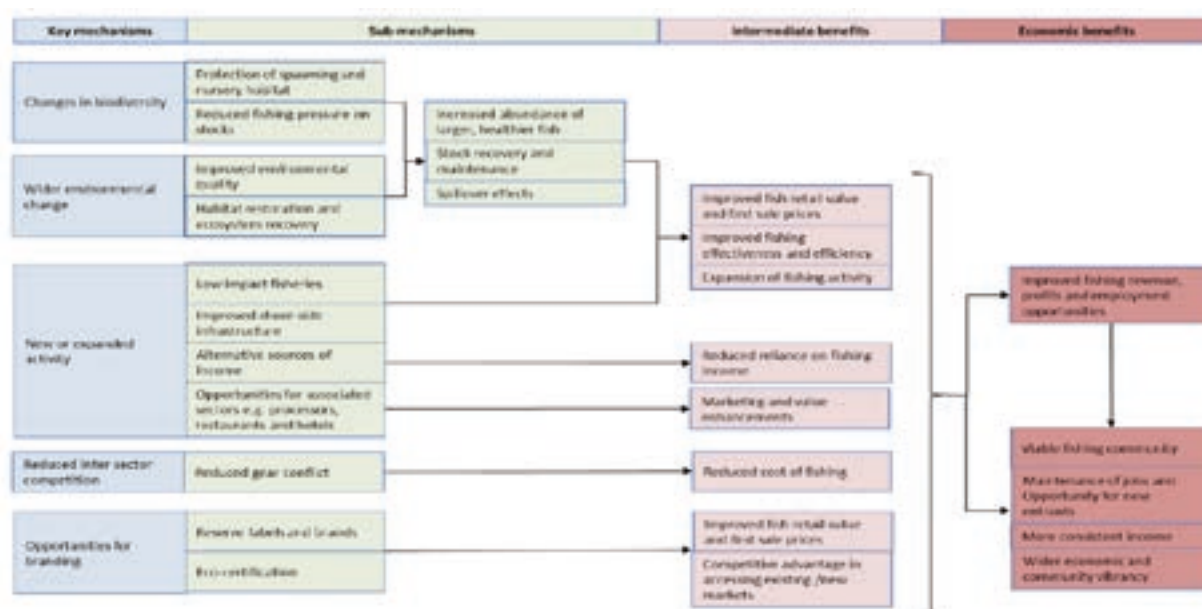 Key mechanisms
Sub mechanisms
Intermediate benefits
Economic benefits
Changes in biodiversity
Protection of spawning and
nursery habitat
Reduced fishing pressure on
stocks
Wider environmental
change
Improved environmental
quality
Habitat restoration and
ecosystem recovery
Increased abundance of
larger, healthier fish
Stock recovery and
maintenance
Spillover effects
Improved fish retail value
and first sale prices
Improved fishing
effectiveness and efficiency
Expansion of fishing activity
New or expanded
activity
Low impact fisheries
Improved shore-side
infrastructure
Alternative sources of
income
Opportunities for associated
sectors e.g. processors,
restaurants and hotels
Reduced reliance on fishing
income
Marketing and value
enhancements
Reduced inter sector
competition
Reduced gear conflict
Reduced cost of fishing
Opportunities for
branding
Reserve labels and brands
Eco-certification
Improved fish retail value
and first sale prices
Competitive advantage in
accessing existing /new
markets
Improved fishing revenue,
profits and employment
opportunities
Viable fishing community
Maintenance of jobs and
Opportunity for new
entrants
More consistent income
Wider economic and
community vibrancy